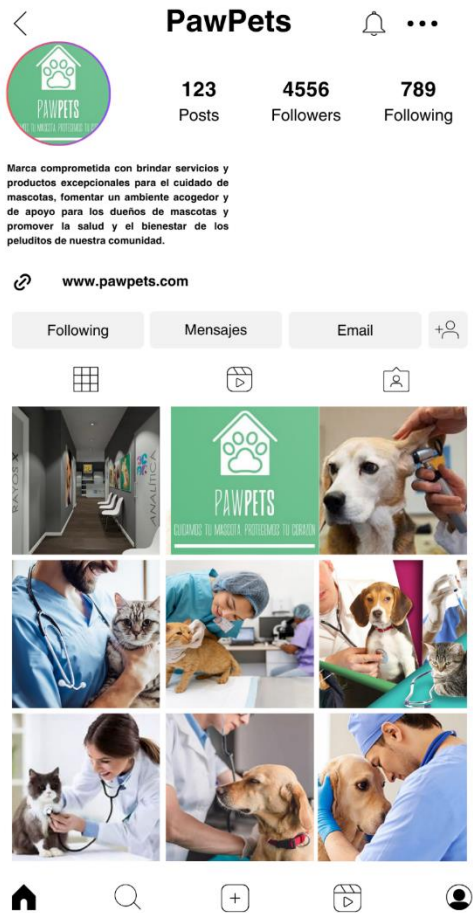 PawPets
123 4556 789
Posts Followers Following
PAWPETS
Marca comprometida con brindar servicios y
productos excepcionales para el cuidado de
mascotas, fomentar un ambiente acogedor y
de apoyo para los dueños de mascotas y
promover la salud y el bienestar de los
peluditos de nuestra comunidad.
www.pawpets.com
Following Mensajes Email
RAYOS X
ANALÍTICA
PAWPETS
CUIDAMOS TU MASCOTA, PROTEGEMOS TU CORAZÓN